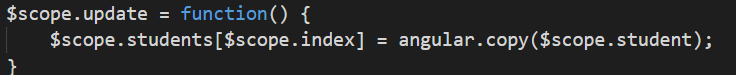 $scope.update = function() {
    $scope.students[$scope.index] = angular.copy($scope.student);
}